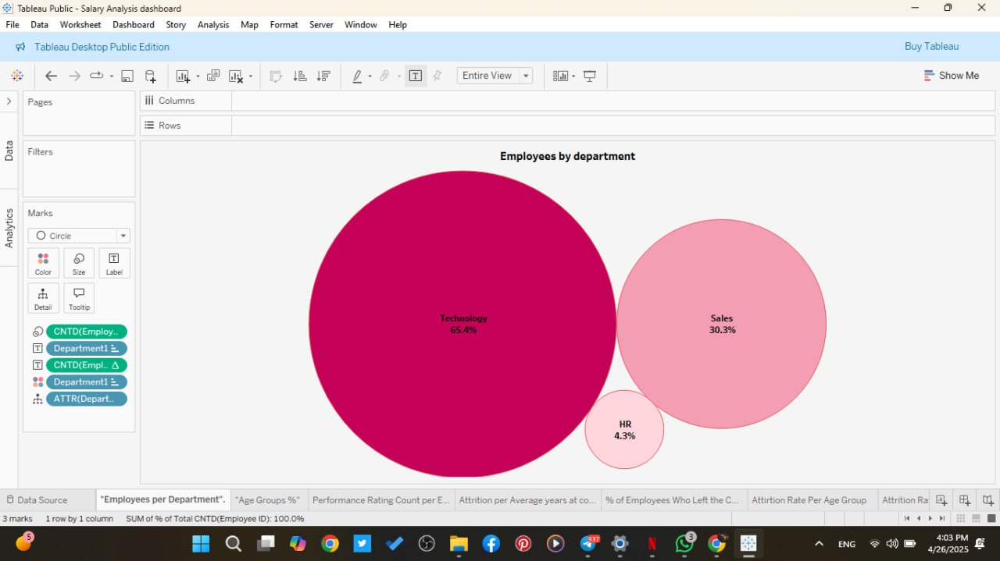 Tableau Public - Salary Analysis dashboard
File Data Worksheet Dashboard Story Analysis Map Format Server Window Help
Tableau Desktop Public Edition
Buy Tableau
Entire View
Show Me
Pages
Columns
Rows
Data
Analytics
Filters
Marks
Circle
Color
Size
Label
Detail
Tooltip
CNTD(Employ..
Department1
CNTD(Empl.. Δ
Department1
ATTR(Depart..
Employees by department
Technology
65.4%
Sales
30.3%
HR
4.3%
Data Source
"Employees per Department".
"Age Groups %"
Performance Rating Count per E...
Attrition per Average years at co...
% of Employees Who Left the C...
Attirtion Rate Per Age Group
Attrition Ra
3 marks 1 row by 1 column SUM of % of Total CNTD(Employee ID): 100.0%
5
937
3
ENG
4:03 PM
4/26/2025